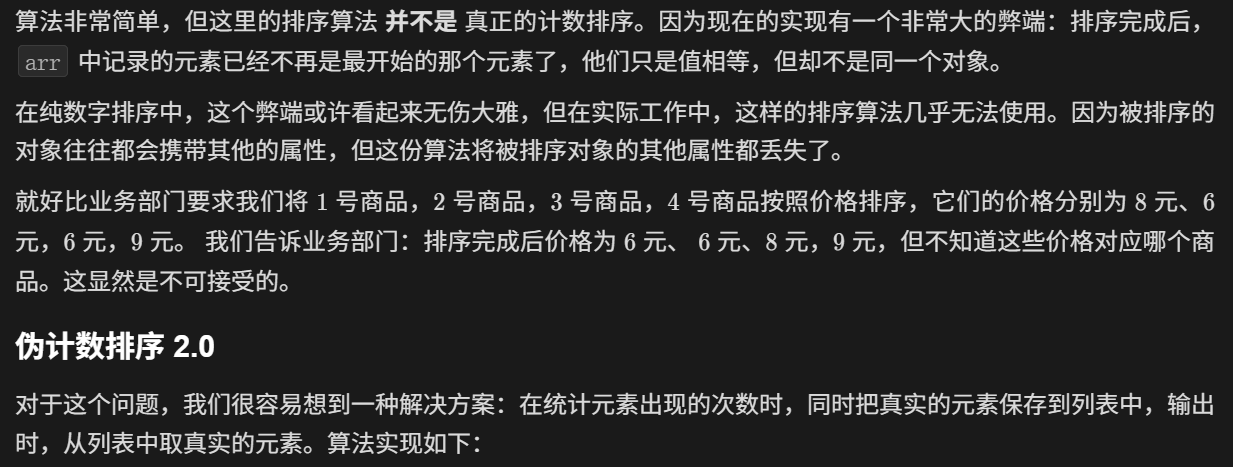 算法非常简单，但这里的排序算法 并不是 真正的计数排序。因为现在的实现有一个非常大的弊端：排序完成后，
arr 中记录的元素已经不再是最开始的那个元素了，他们只是值相等，但却不是同一个对象。
在纯数字排序中，这个弊端或许看起来无伤大雅，但在实际工作中，这样的排序算法几乎无法使用。因为被排序的
对象往往都会携带其他的属性，但这份算法将被排序对象的其他属性都丢失了。
就好比业务部门要求我们将 1 号商品，2 号商品，3 号商品，4 号商品按照价格排序，它们的价格分别为 8 元、6
元，6 元，9 元。 我们告诉业务部门：排序完成后价格为 6 元、 6 元、8 元，9 元，但不知道这些价格对应哪个商
品。这显然是不可接受的。
伪计数排序 2.0
对于这个问题，我们很容易想到一种解决方案：在统计元素出现的次数时，同时把真实的元素保存到列表中，输出
时，从列表中取真实的元素。算法实现如下：